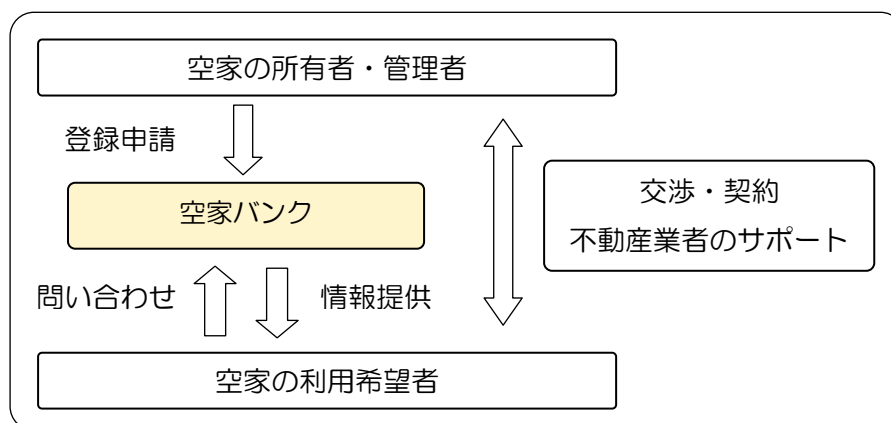 空家の所有者・管理者
登録申請
空家バンク
交渉・契約
不動産業者のサポート
問い合わせ
情報提供
空家の利用希望者